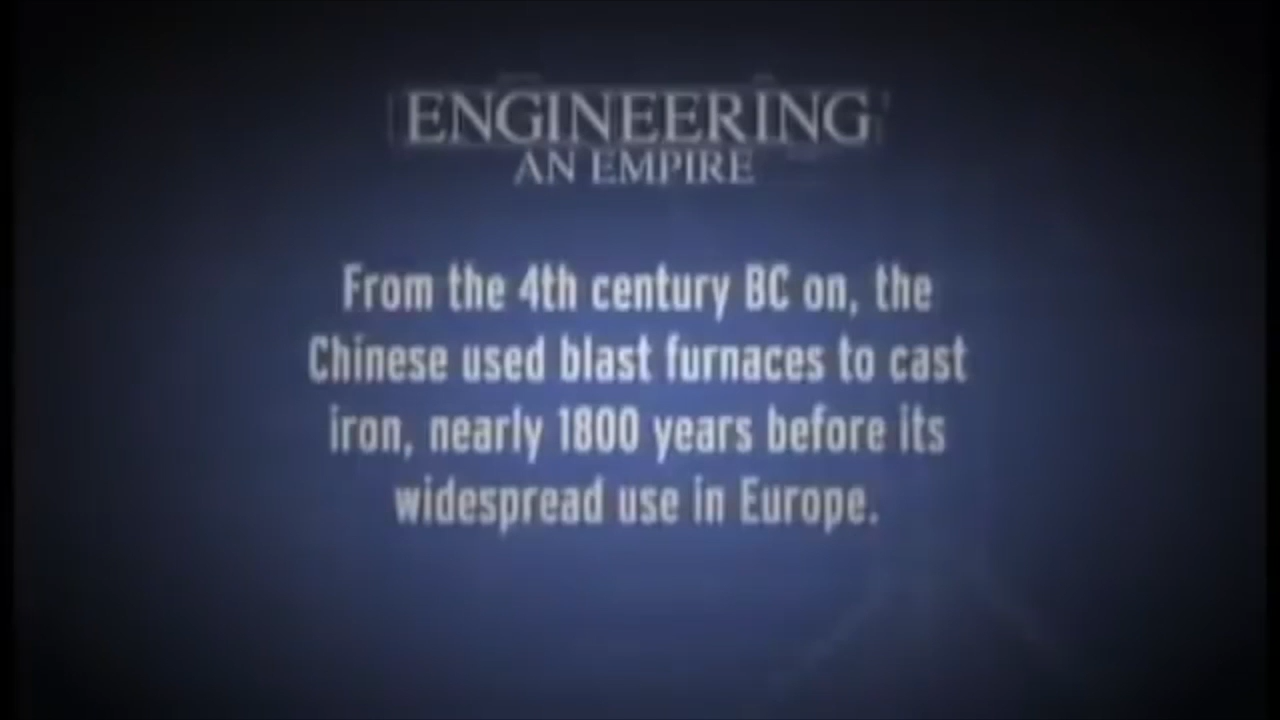 ENGINEERING
AN EMPIRE
From the 4th century BC on, the
Chinese used blast furnaces to cast
iron, nearly 1800 years before its
widespread use in Europe.